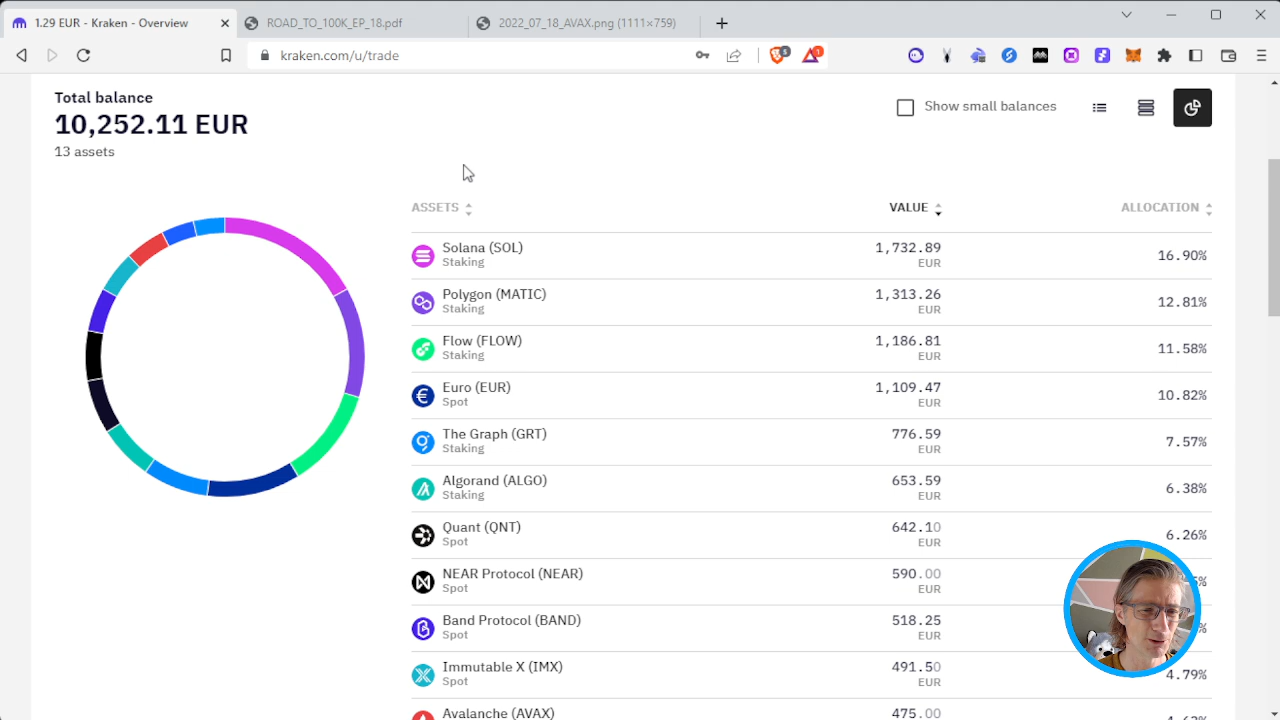 1.29 EUR - Kraken - Overview
ROAD_TO_100K_EP_18.pdf
2022_07_18_AVAX.png (1111×759)
kraken.com/u/trade
5
1
Total balance
10,252.11 EUR
13 assets
Show small balances
ASSETS VALUE ALLOCATION
Solana (SOL) 1,732.89 16.90%
Staking EUR
Polygon (MATIC) 1,313.26 12.81%
Staking EUR
Flow (FLOW) 1,186.81 11.58%
Staking EUR
Euro (EUR) 1,109.47 10.82%
Spot EUR
The Graph (GRT) 776.59 7.57%
Staking EUR
Algorand (ALGO) 653.59 6.38%
Staking EUR
Quant (QNT) 642.10 6.26%
Spot EUR
NEAR Protocol (NEAR) 590.00
Spot EUR
Band Protocol (BAND) 518.25
Spot EUR
Immutable X (IMX) 491.50 4.79%
Spot EUR
Avalanche (AVAX) 475.00